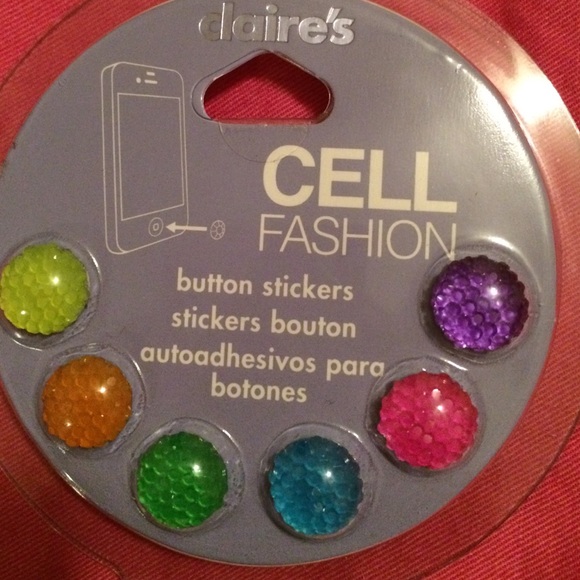 claire's
CELL
FASHION
button stickers
stickers bouton
autoadhesivos para
botones